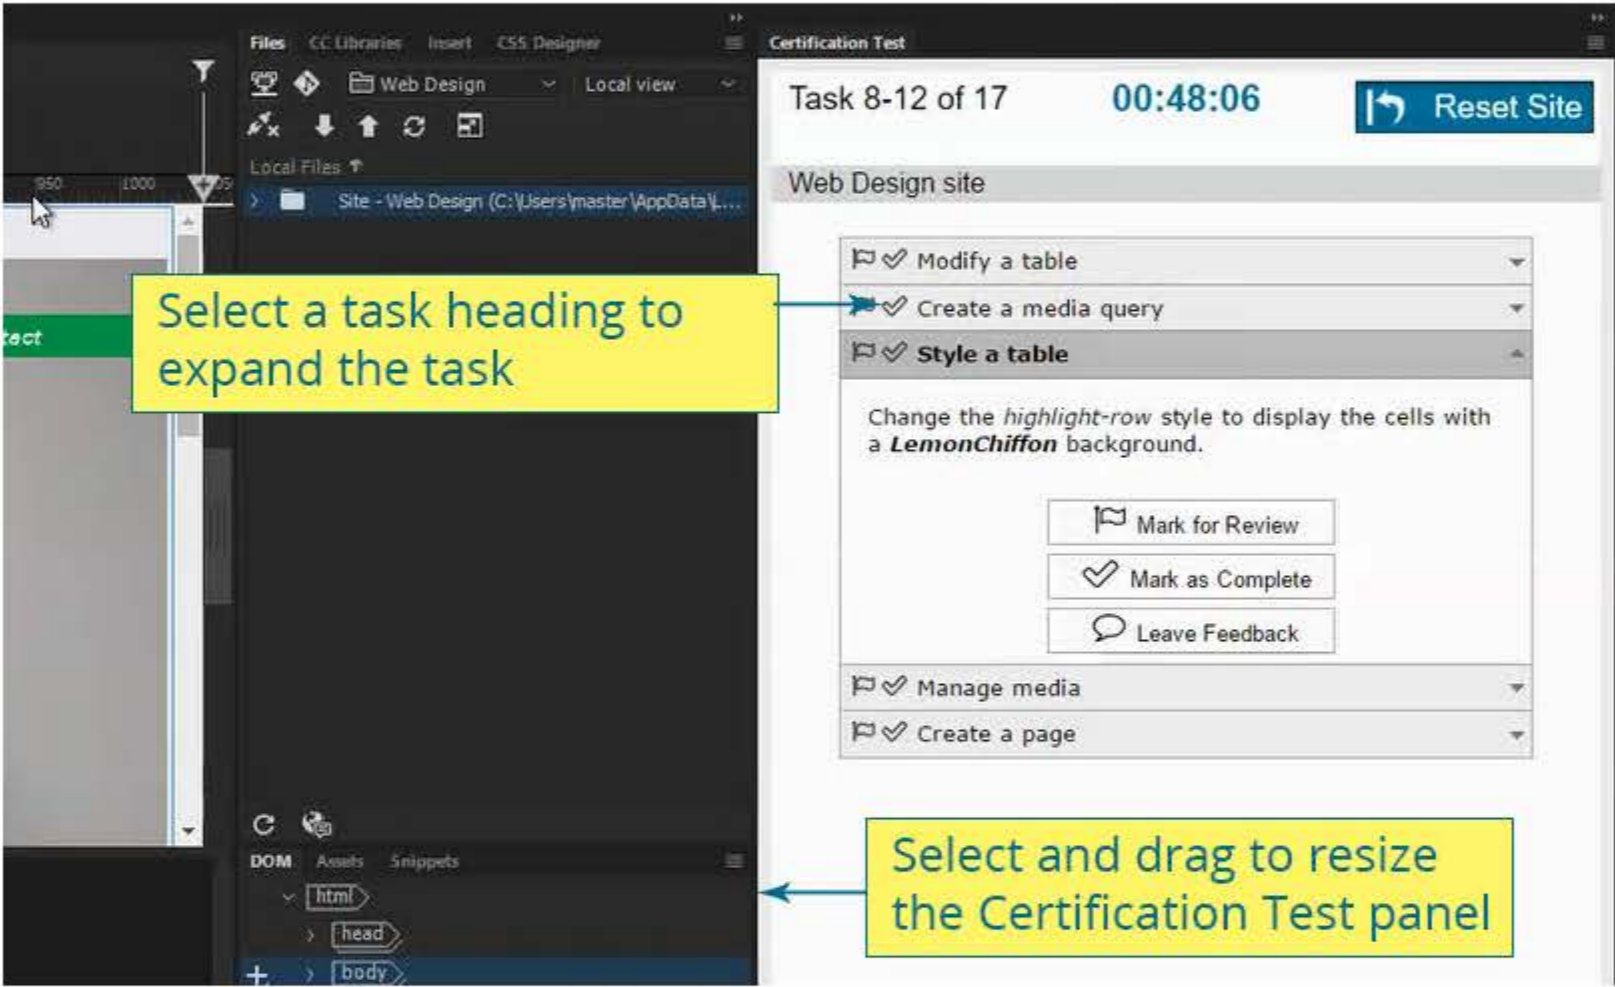 Files CC Libraries Insert CSS Designer
Certification Test
Web Design Local view
Task 8-12 of 17 00:48:06 Reset Site
Local Files
950 1000
Web Design site
Site - Web Design (C:\Users\master\AppData\L...
Modify a table
Select a task heading to
expand the task
Create a media query
tact
Style a table
Change the highlight-row style to display the cells with
a LemonChiffon background.
Mark for Review
Mark as Complete
Leave Feedback
Manage media
Create a page
DOM Assets Snippets
html
head
body
Select and drag to resize
the Certification Test panel